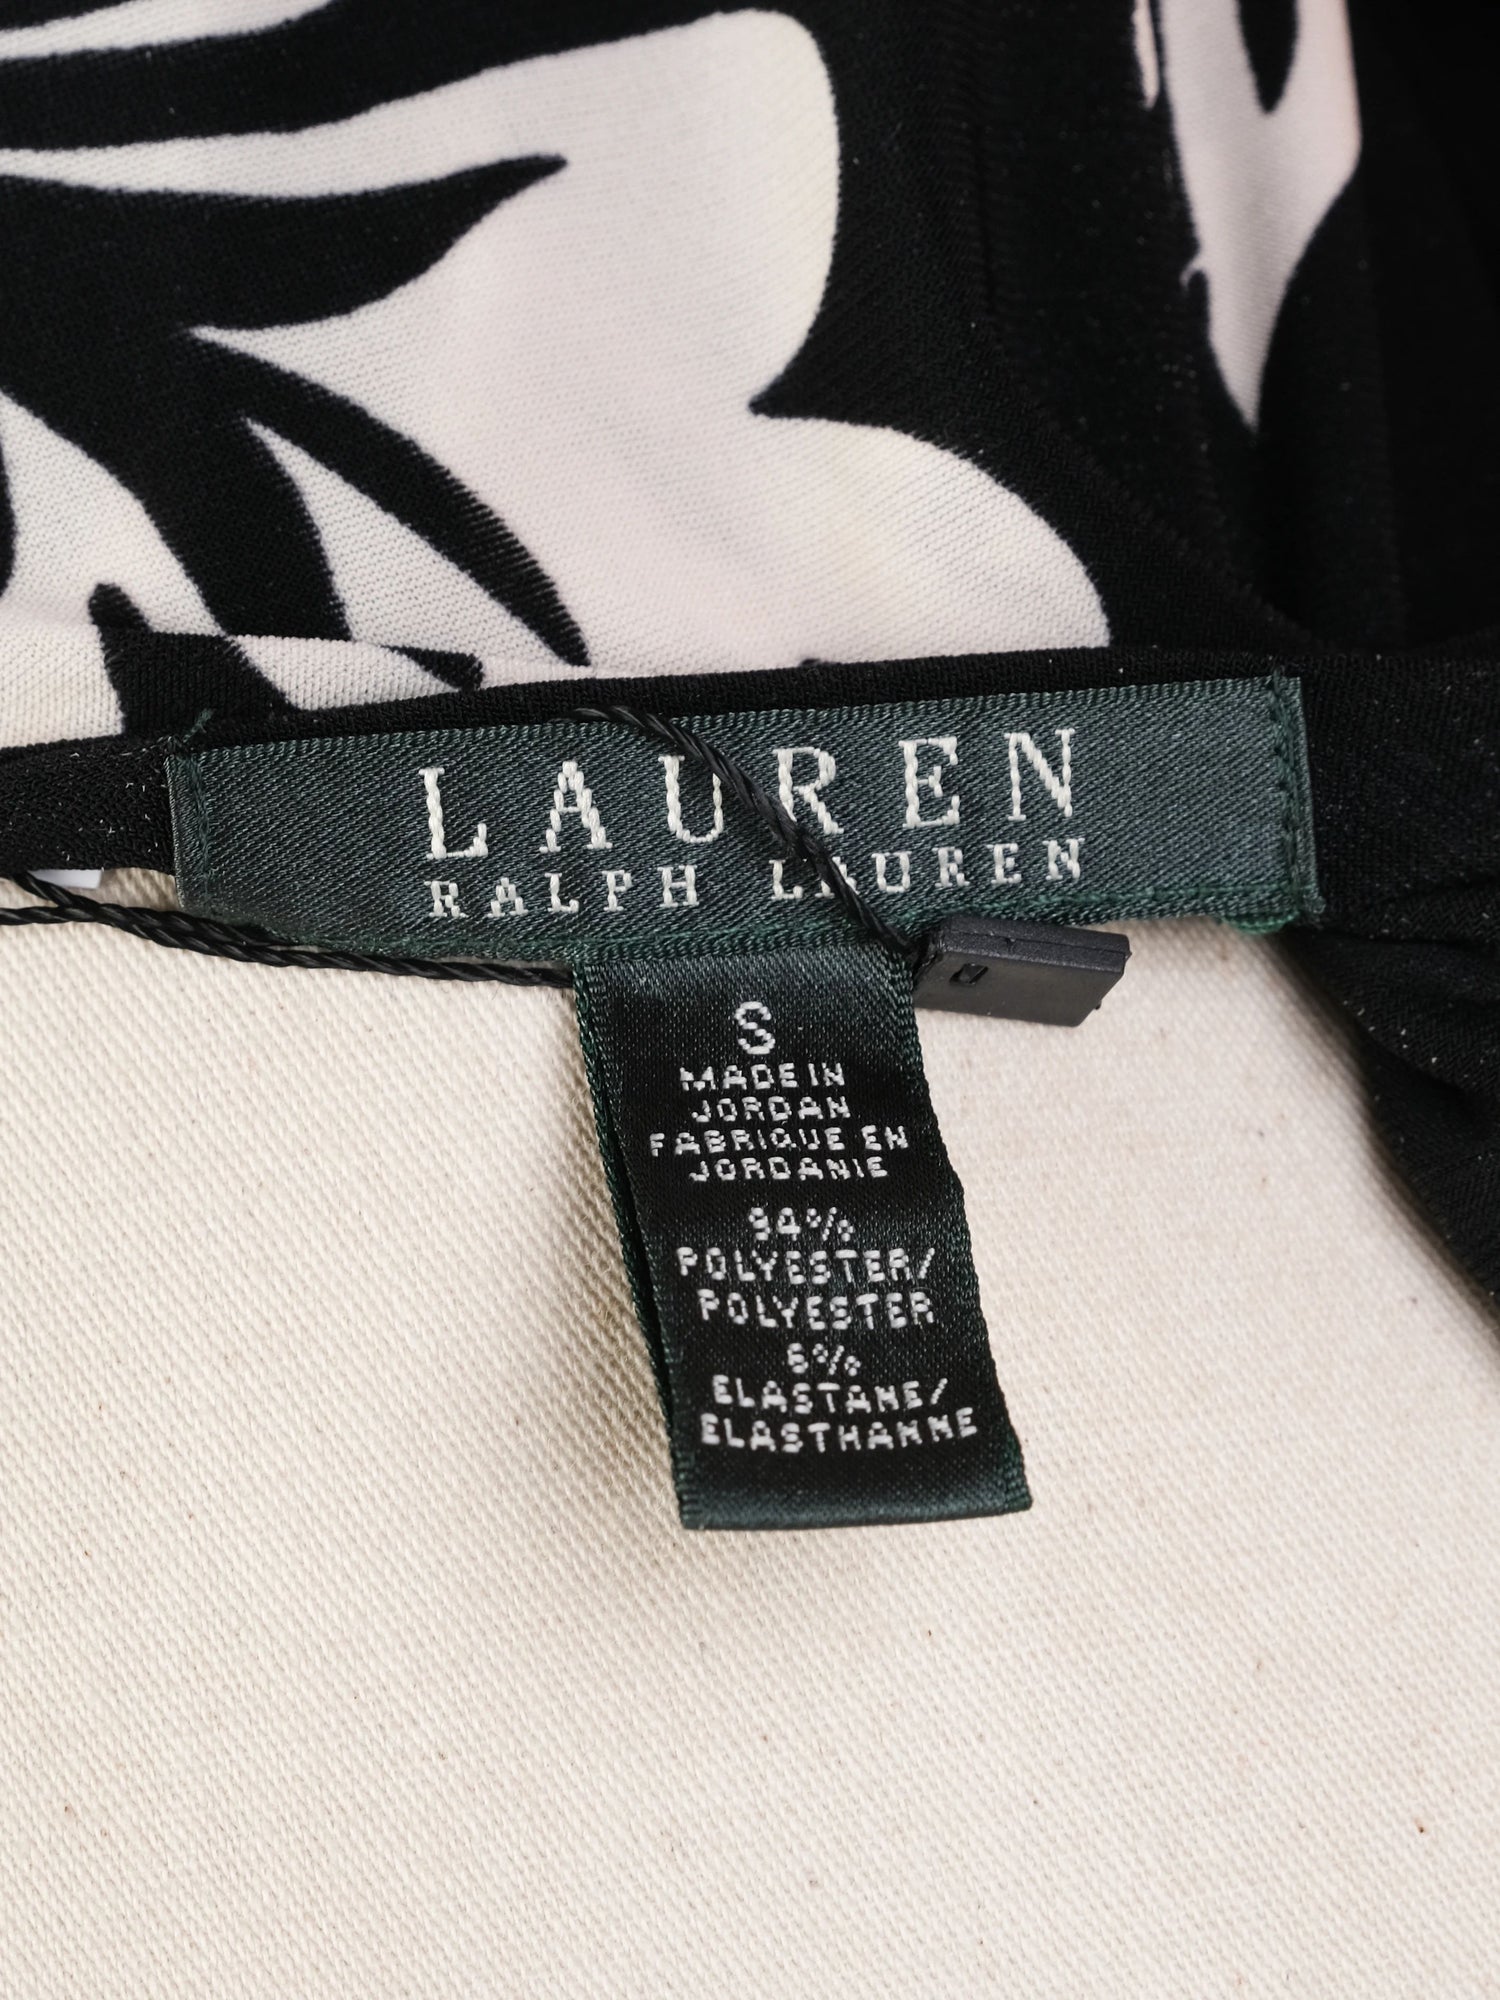 LAUREN
RALPH LAUREN
S
MADE IN
JORDAN
FABRIQUE EN
JORDANIE
94%
POLYESTER/
POLYESTER
6%
ELASTANE/
ELASTHANNE